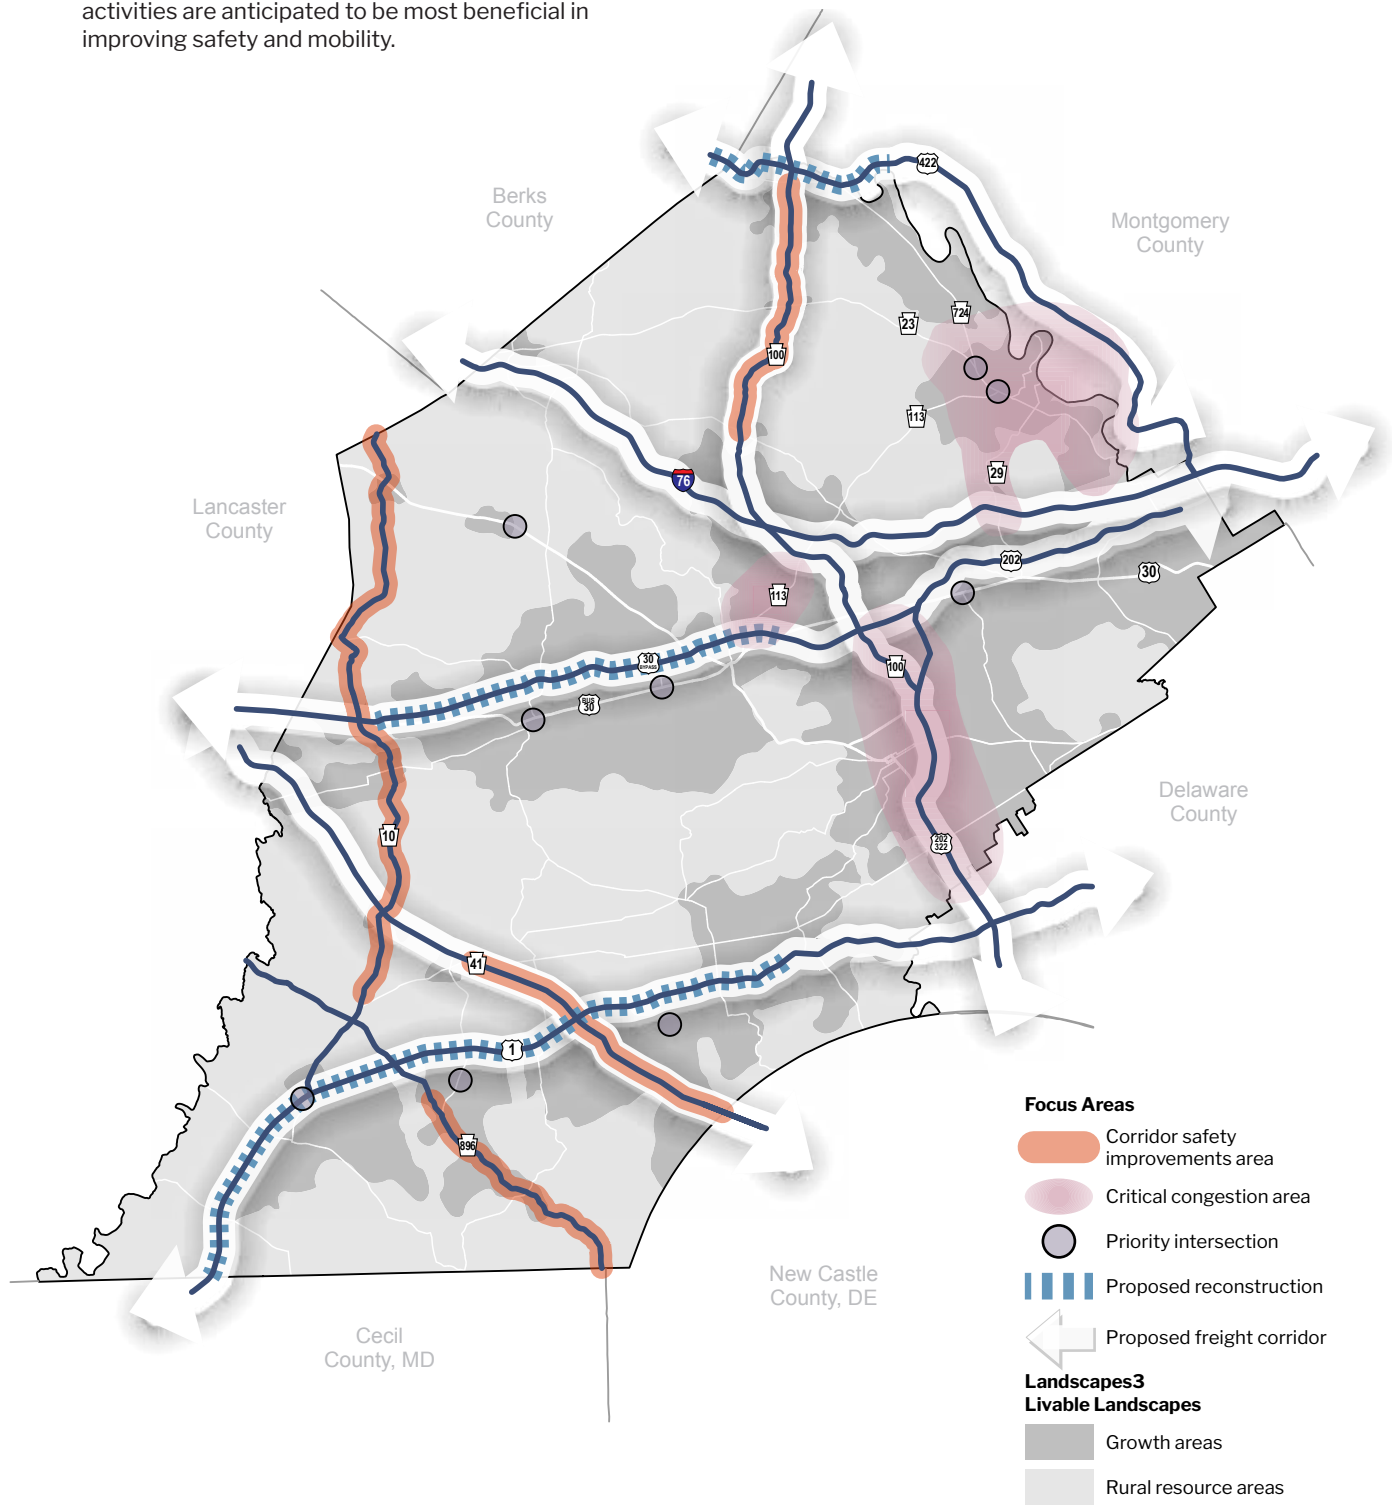 activities are anticipated to be most beneficial in
improving safety and mobility.
422
Berks
County
Montgomery
County
724
23
100
113
76
29
Lancaster
County
202
30
113
30
BYPASS
100
BUS
30
Delaware
County
10
202
322
41
1
896
Focus Areas
Corridor safety
improvements area
Critical congestion area
Priority intersection
Proposed reconstruction
Proposed freight corridor
Landscapes3
Livable Landscapes
Growth areas
Rural resource areas
New Castle
County, DE
Cecil
County, MD